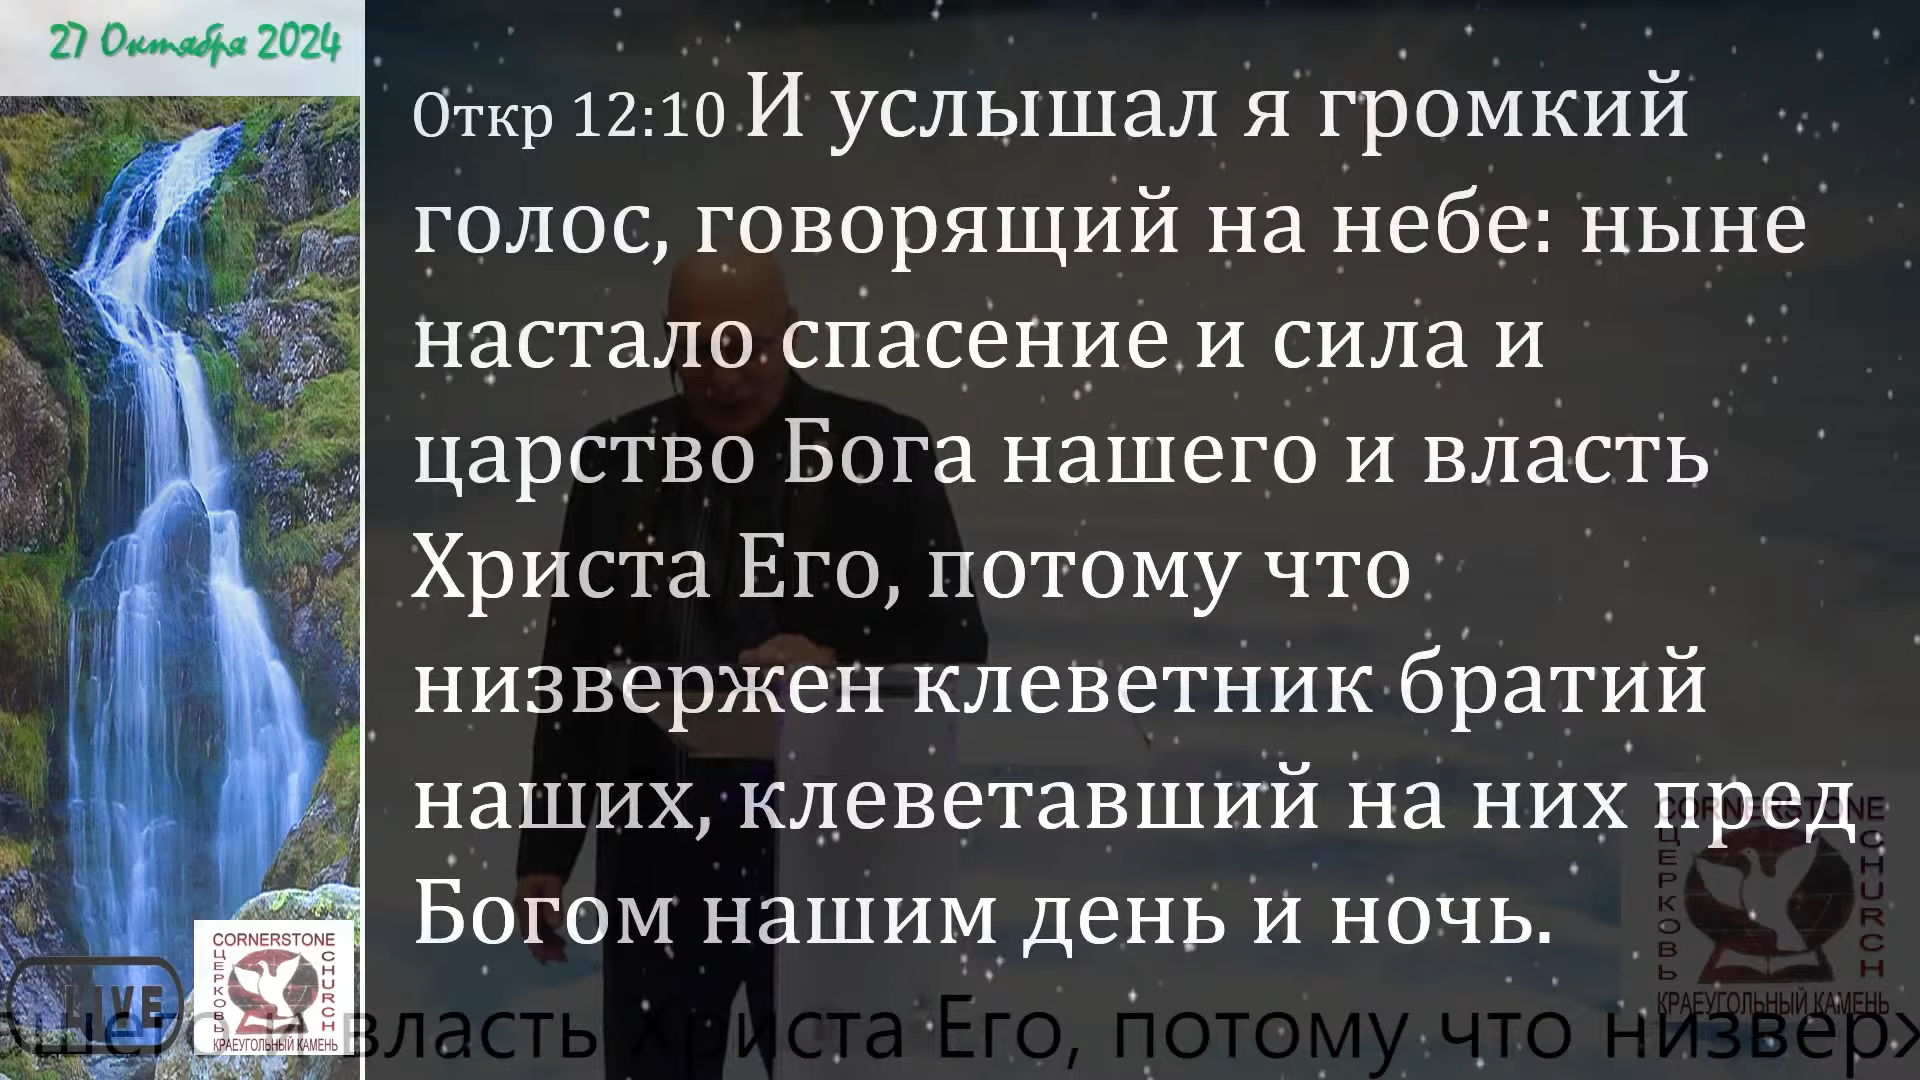 27 Октября 2024
Откр 12:10 И услышал я громкий
голос, говорящий на небе: ныне
настало спасение и сила и
царство Бога нашего и власть
Христа Его, потому что
низвержен клеветник братий
наших, клеветавший на них пред
Богом нашим день и ночь.
CORNERSTONE
ЦЕРКОВЬ
CHURCH
КРАЕУГОЛЬНЫЙ КАМЕНЬ
LIVE
CORNERSTONE
ЦЕРКОВЬ
CHURCH
КРАЕУГОЛЬНЫЙ КАМЕНЬ
власть Христа Его, потому что